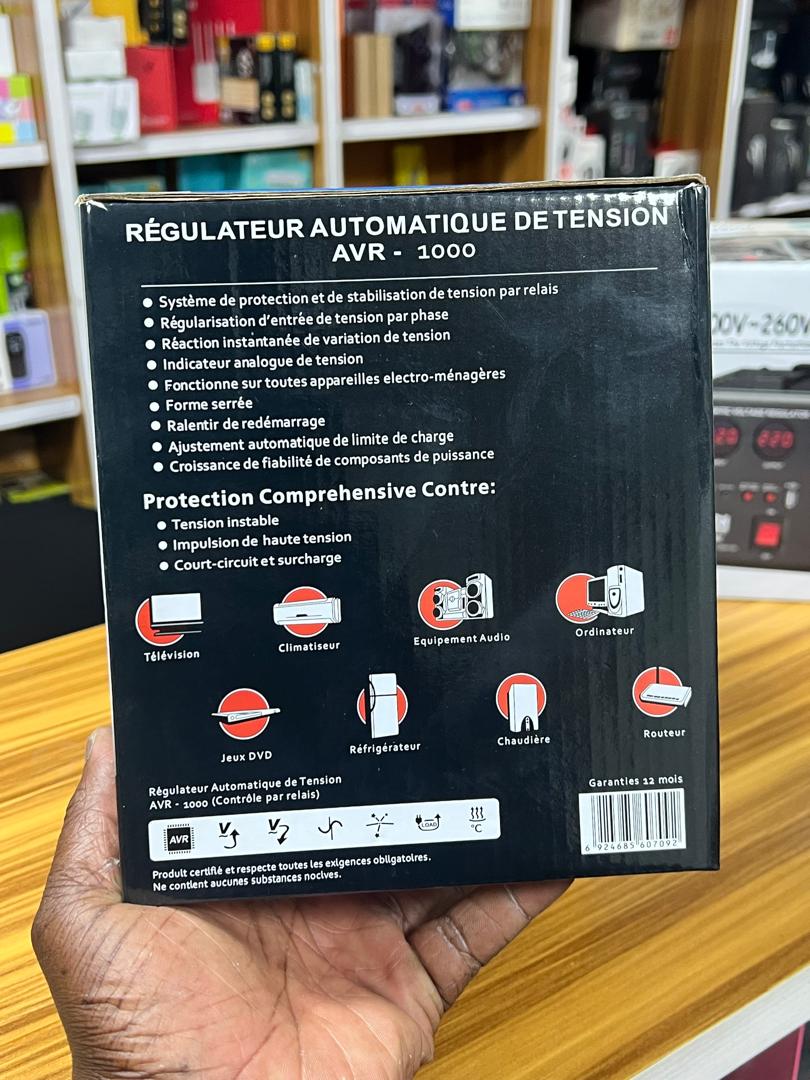 RÉGULATEUR AUTOMATIQUE DE TENSION
AVR - 1000
● Système de protection et de stabilisation de tension par relais
● Régularisation d'entrée de tension par phase
● Réaction instantanée de variation de tension
● Indicateur analogue de tension
● Fonctionne sur toutes appareilles electro-ménagères
● Forme serrée
● Ralentir de redémarrage
● Ajustement automatique de limite de charge
● Croissance de fiabilité de composants de puissance
Protection Comprehensive Contre:
● Tension instable
● Impulsion de haute tension
● Court-circuit et surcharge
Télévision
Climatiseur
Equipement Audio
Ordinateur
Jeux DVD
Réfrigérateur
Chaudière
Routeur
Régulateur Automatique de Tension
AVR - 1000 (Contrôle par relais)
Garanties 12 mois
AVR
V
V
LOAD
°C
6 924685 607092
Produit certifié et respecte toutes les exigences obligatoires.
Ne contient aucunes substances nocives.
00V~260V
220